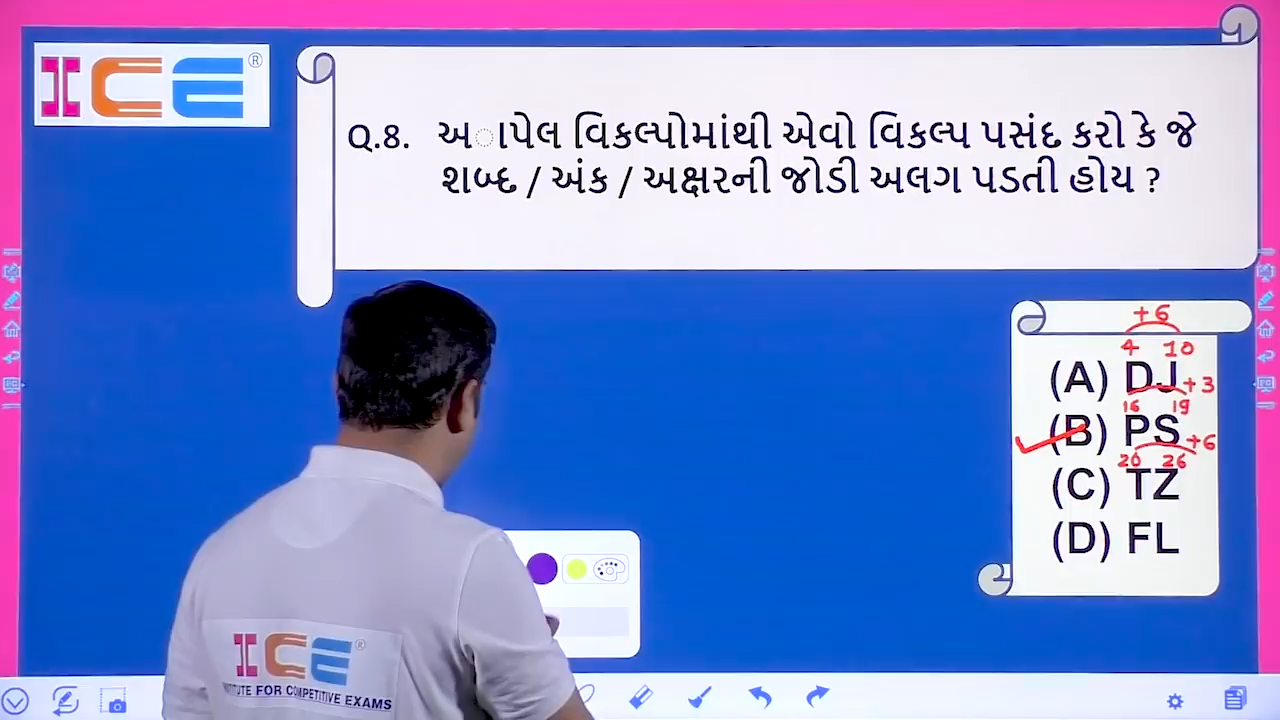 ICE®
Q.8. આપેલ વિકલ્પોમાંથી એવો વિકલ્પ પસંદ કરો કે જે
શબ્દ / અંક / અક્ષરની જોડી અલગ પડતી હોય ?
+6
4 10
(A) DJ +3
16 19
(B) PS +6
20 26
(C) TZ
(D) FL
ICE®
FOR COMPETITIVE EXAMS